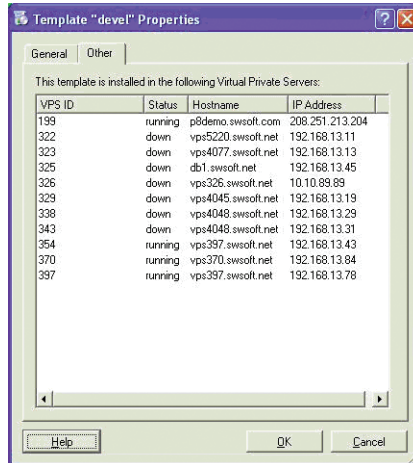 Template "devel" Properties
General Other
This template is installed in the following Virtual Private Servers:
VPS ID Status Hostname IP Address
199 running p8demo.swsoft.com 208.251.213.204
322 down vps5220.swsoft.net 192.168.13.11
323 down vps4077.swsoft.net 192.168.13.13
325 down db1.swsoft.net 192.168.13.45
326 down vps326.swsoft.net 10.10.89.89
329 down vps4045.swsoft.net 192.168.13.19
338 down vps4048.swsoft.net 192.168.13.29
343 down vps4048.swsoft.net 192.168.13.31
354 running vps397.swsoft.net 192.168.13.43
370 running vps370.swsoft.net 192.168.13.84
397 running vps397.swsoft.net 192.168.13.78
Help OK Cancel